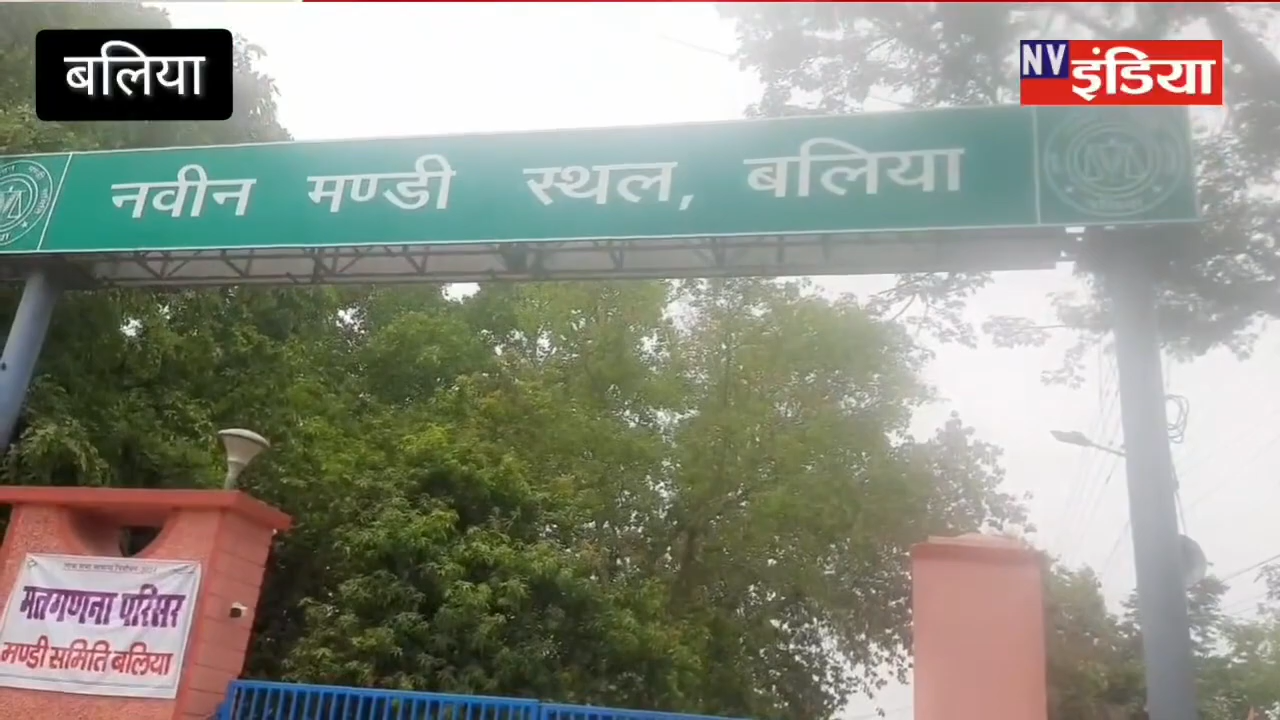 बलिया
NV इंडिया
नवीन मण्डी स्थल, बलिया
मतगणना परिसर
मण्डी समिति बलिया